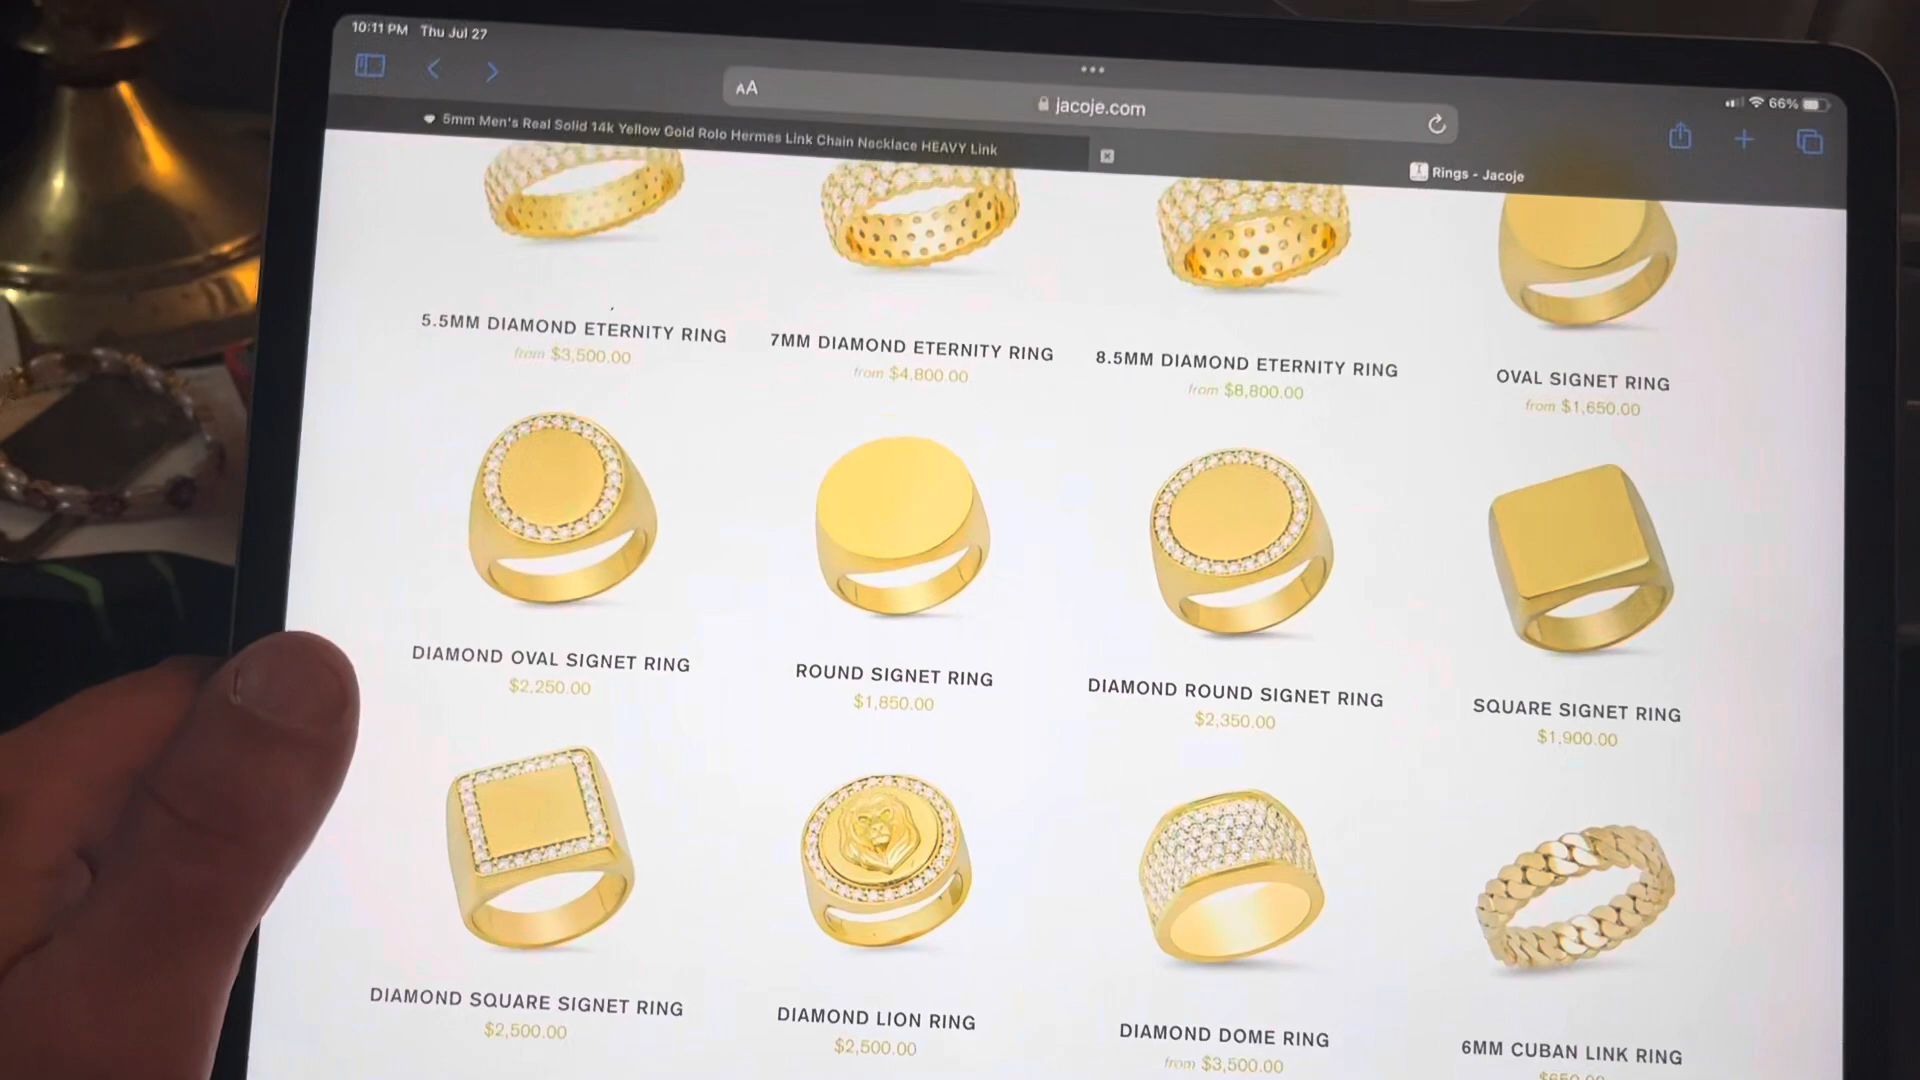 10:11 PM Thu Jul 27
66%
AA
jacoje.com
5mm Men's Real Solid 14k Yellow Gold Rolo Hermes Link Chain Necklace HEAVY Link
Rings - Jacoje
5.5MM DIAMOND ETERNITY RING
from $3,500.00
7MM DIAMOND ETERNITY RING
from $4,800.00
8.5MM DIAMOND ETERNITY RING
from $8,800.00
OVAL SIGNET RING
from $1,650.00
DIAMOND OVAL SIGNET RING
$2,250.00
ROUND SIGNET RING
$1,850.00
DIAMOND ROUND SIGNET RING
$2,350.00
SQUARE SIGNET RING
$1,900.00
DIAMOND SQUARE SIGNET RING
$2,500.00
DIAMOND LION RING
$2,500.00
DIAMOND DOME RING
from $3,500.00
6MM CUBAN LINK RING